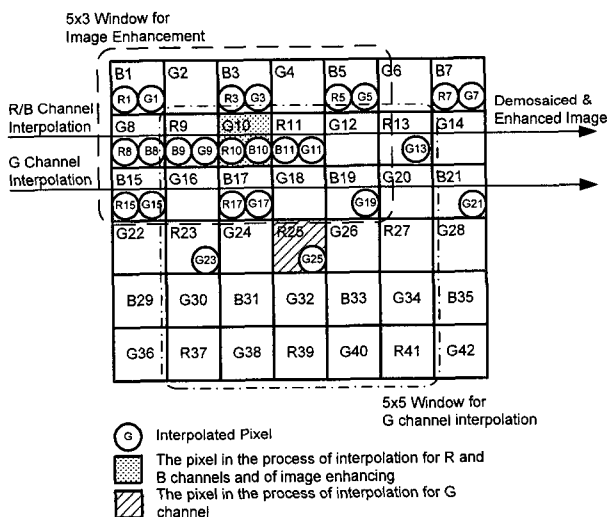 5x3 Window for
Image Enhancement
B1 G2 B3 G4 B5 G6 B7
R1 G1 R3 G3 R5 G5 R7 G7
R/B Channel
Interpolation
Demosaiced &
Enhanced Image
G8 R9 G10 R11 G12 R13 G14
R8 B8 B9 G9 R10 B10 B11 G11 G13
G Channel
Interpolation
B15 G16 B17 G18 B19 G20 B21
R15 G15 R17 G17 G19 G21
G22 R23 G24 R25 G26 R27 G28
G23 G25
B29 G30 B31 G32 B33 G34 B35
G36 R37 G38 R39 G40 R41 G42
5x5 Window for
G channel interpolation
G Interpolated Pixel
The pixel in the process of interpolation for R and
B channels and of image enhancing
The pixel in the process of interpolation for G
channel